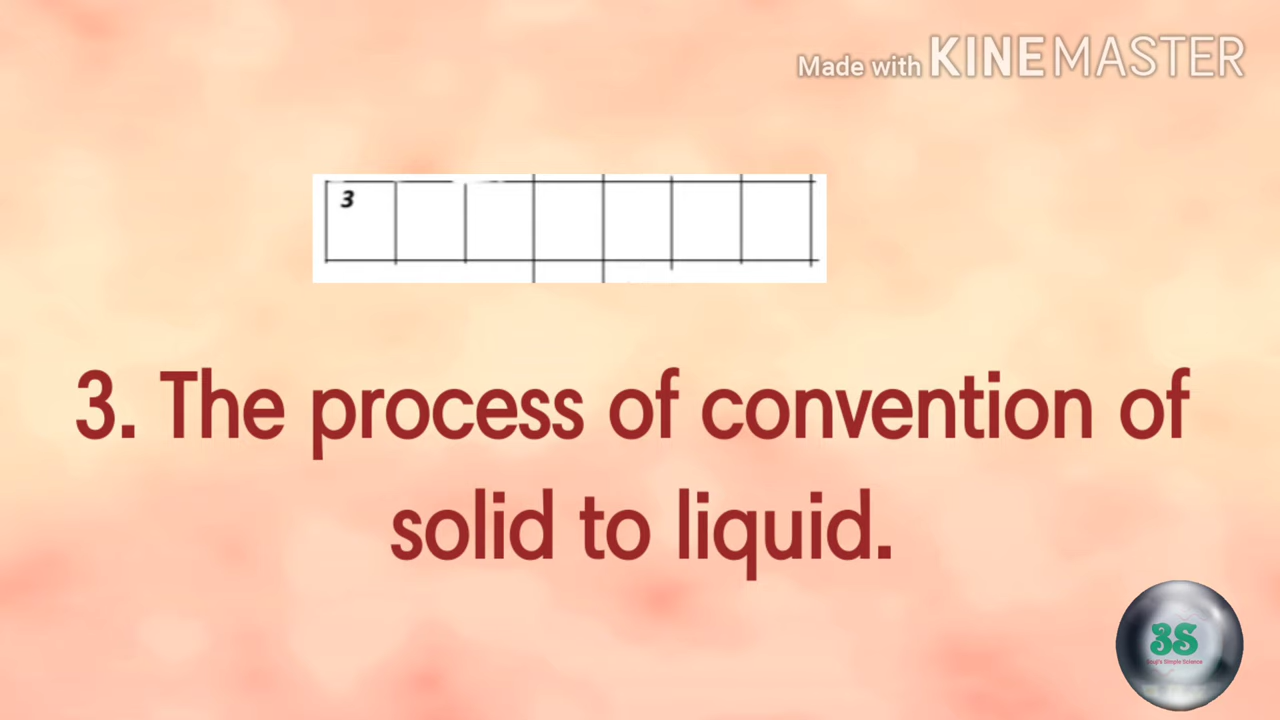 Made with KINEMASTER
3
3. The process of convention of
solid to liquid.
3S